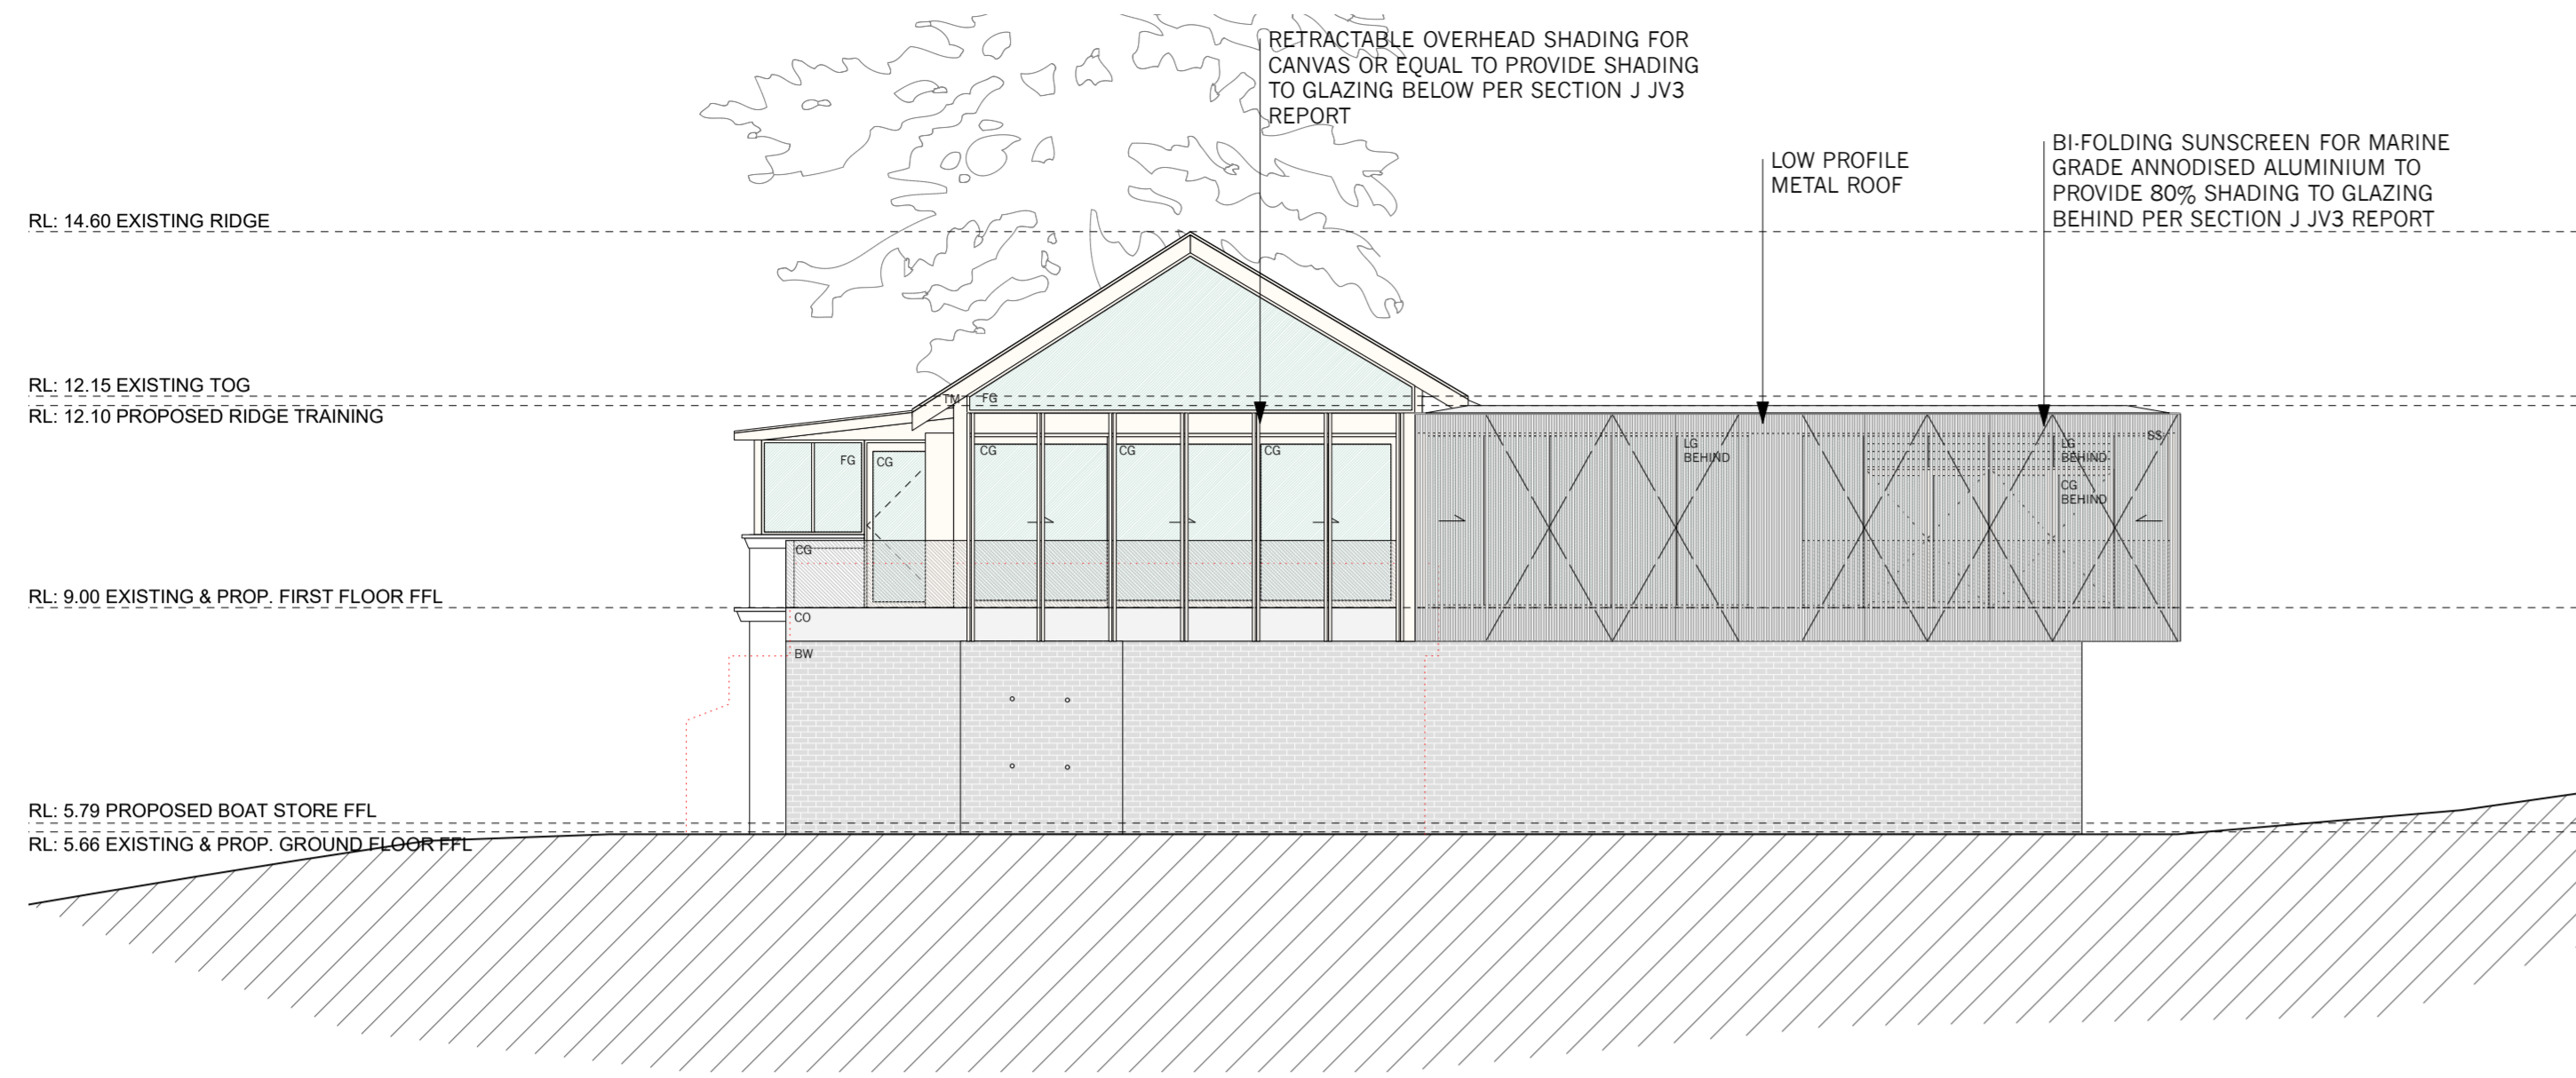 RETRACTABLE OVERHEAD SHADING FOR
CANVAS OR EQUAL TO PROVIDE SHADING
TO GLAZING BELOW PER SECTION J JV3
REPORT
LOW PROFILE
METAL ROOF
BI-FOLDING SUNSCREEN FOR MARINE
GRADE ANNODISED ALUMINIUM TO
PROVIDE 80% SHADING TO GLAZING
BEHIND PER SECTION J JV3 REPORT
RL: 14.60 EXISTING RIDGE
RL: 12.15 EXISTING TOG
RL: 12.10 PROPOSED RIDGE TRAINING
TM
FG
FG
CG
CG
CG
CG
LG
BEHIND
LG
BEHIND
SS
CG
BEHIND
CG
RL: 9.00 EXISTING & PROP. FIRST FLOOR FFL
CO
BW
RL: 5.79 PROPOSED BOAT STORE FFL
RL: 5.66 EXISTING & PROP. GROUND FLOOR FFL